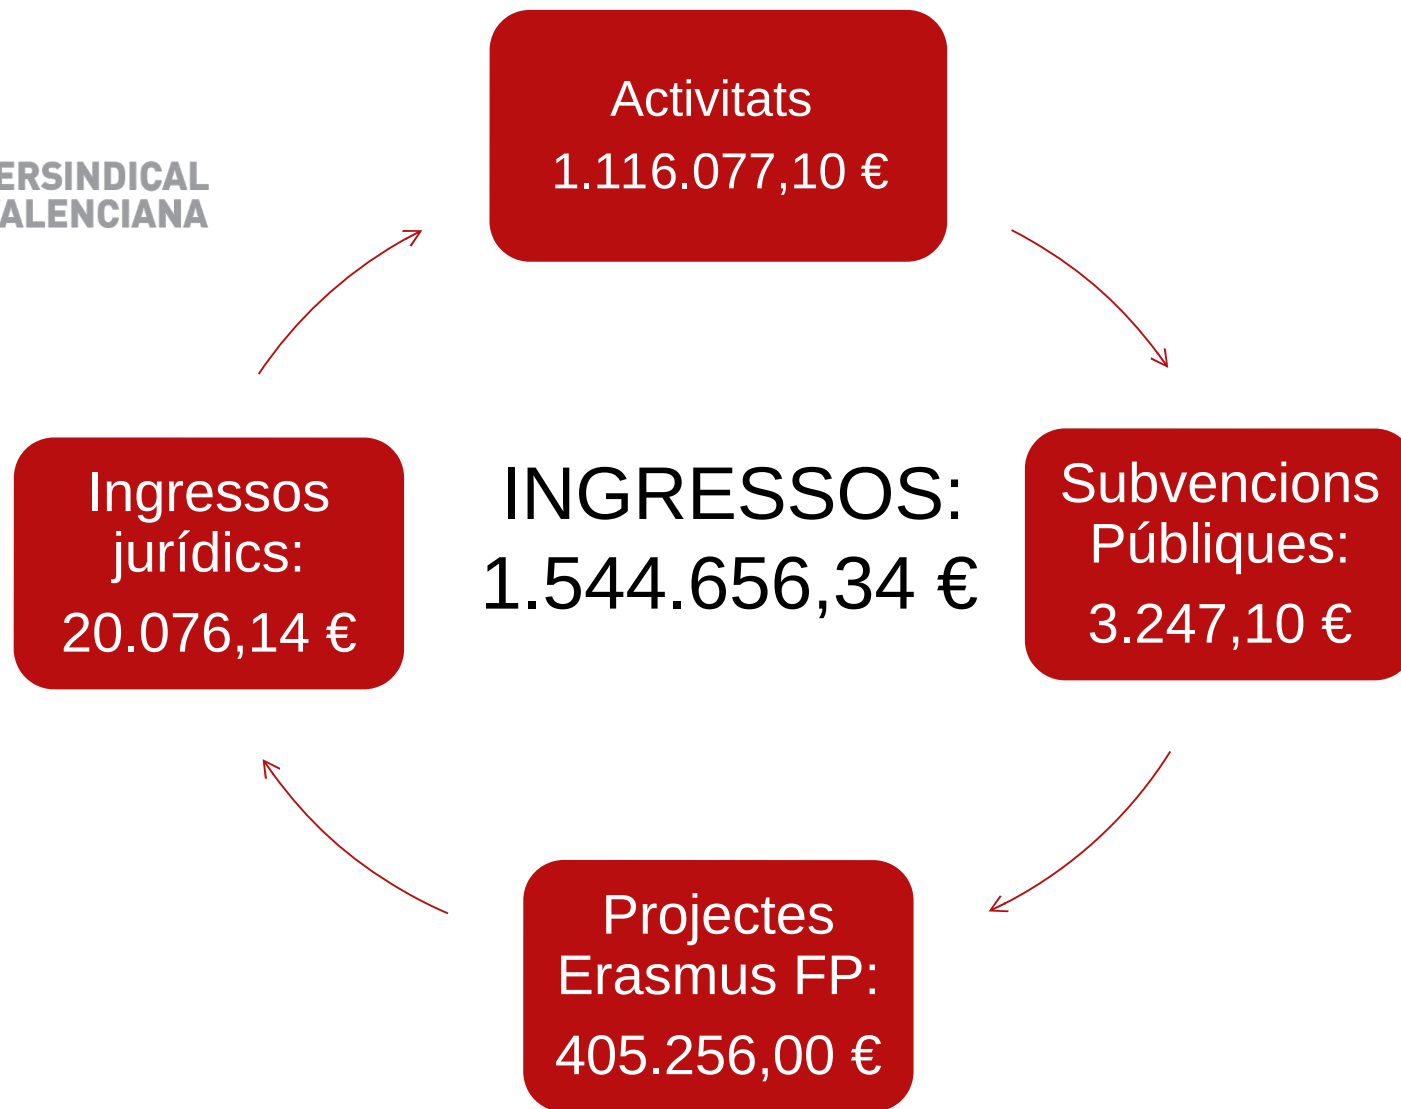 Activitats
1.116.077,10 €
ERSINDICAL
ALENCIANA
INGRESSOS:
1.544.656,34 €
Ingressos
jurídics:
20.076,14 €
Subvencions
Públiques:
3.247,10 €
Projectes
Erasmus FP:
405.256,00 €